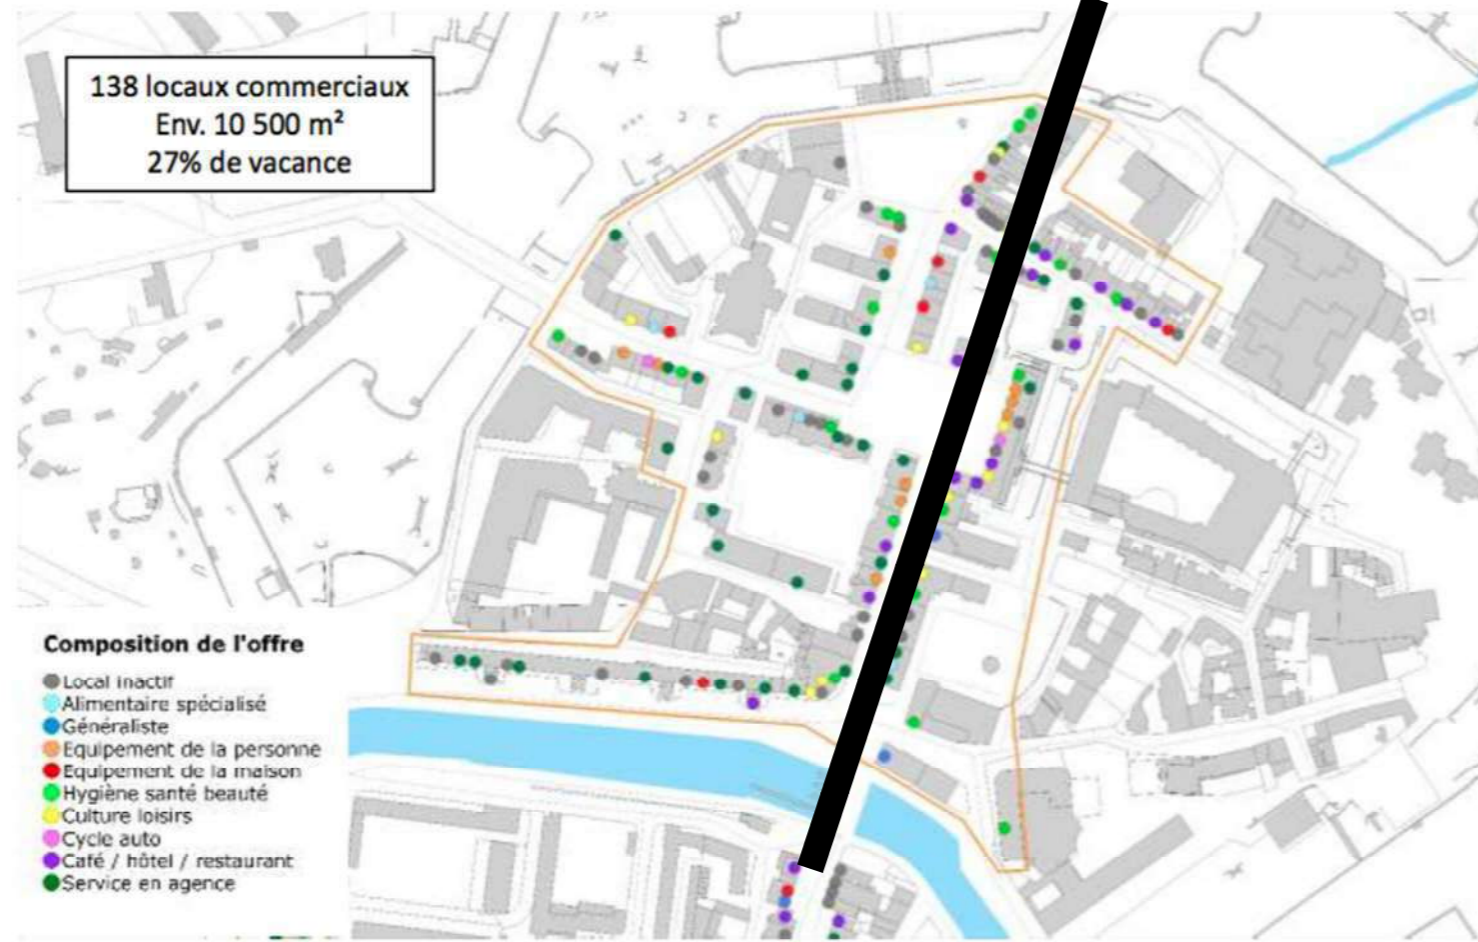 138 locaux commerciaux
Env. 10 500 m²
27% de vacance
Composition de l'offre
Local inactif
Alimentaire spécialisé
Généraliste
Equipement de la personne
Equipement de la maison
Hygiène santé beauté
Culture loisirs
Cycle auto
Café / hôtel / restaurant
Service en agence